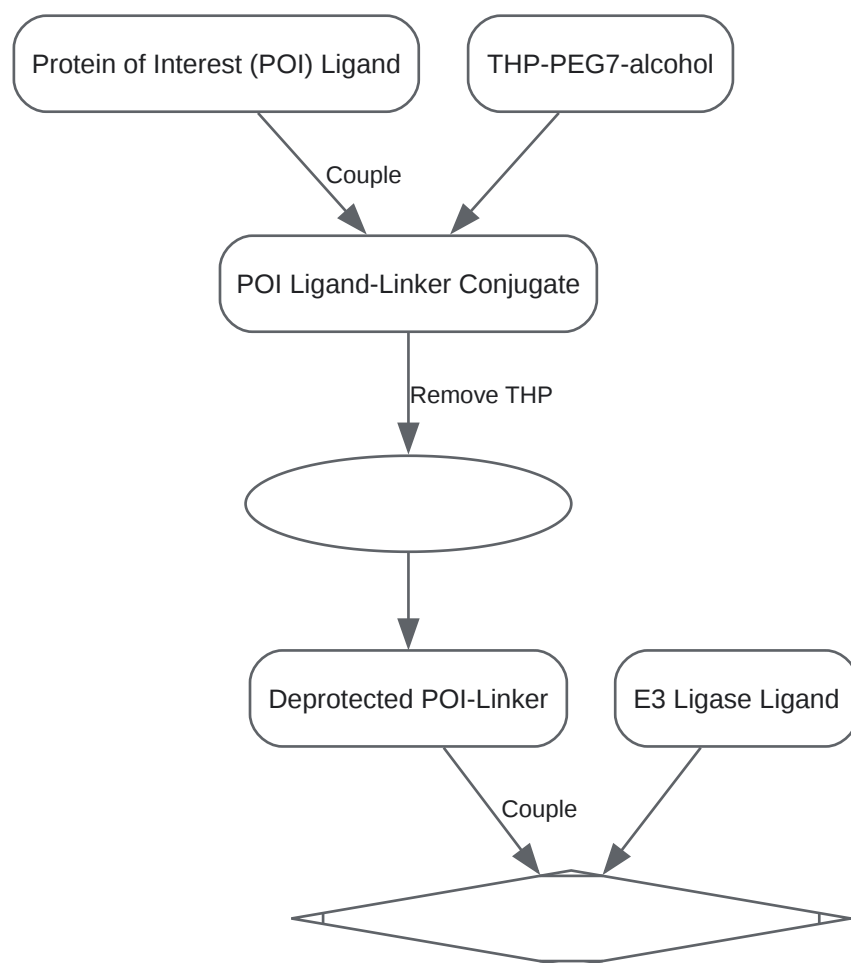 Protein of Interest (POI) Ligand
THP-PEG7-alcohol
Couple
POI Ligand-Linker Conjugate
Remove THP
Deprotected POI-Linker
E3 Ligase Ligand
Couple